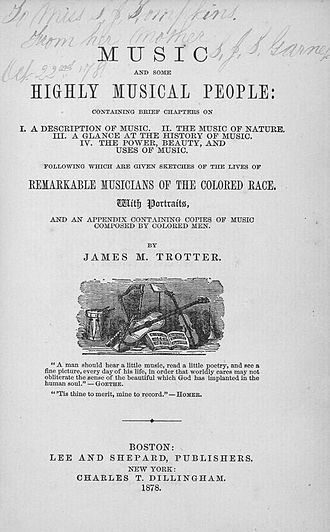 To Miss S. J. Tompkins.
From her Mother
S. J. S. Garnet
Oct 22nd 1780
MUSIC
AND SOME
HIGHLY MUSICAL PEOPLE:
CONTAINING BRIEF CHAPTERS ON
I. A DESCRIPTION OF MUSIC. II. THE MUSIC OF NATURE.
III. A GLANCE AT THE HISTORY OF MUSIC.
IV. THE POWER, BEAUTY, AND
USES OF MUSIC.
FOLLOWING WHICH ARE GIVEN SKETCHES OF THE LIVES OF
REMARKABLE MUSICIANS OF THE COLORED RACE.
With Portraits,
AND AN APPENDIX CONTAINING COPIES OF MUSIC
COMPOSED BY COLORED MEN.
BY
JAMES M. TROTTER.
"A man should hear a little music, read a little poetry, and see a
fine picture, every day of his life, in order that worldly cares may not
obliterate the sense of the beautiful which God has implanted in the
human soul." — GOETHE.
"'Tis thine to merit, mine to record." — HOMER.
BOSTON:
LEE AND SHEPARD, PUBLISHERS.
NEW YORK:
CHARLES T. DILLINGHAM.
1878.